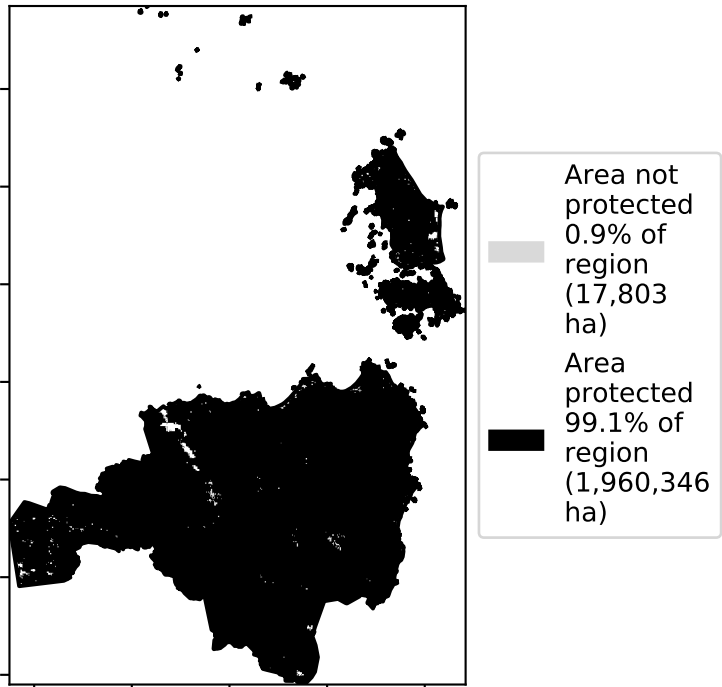 Area not
protected
0.9% of
region
(17,803
ha)
Area
protected
99.1% of
region
(1,960,346
ha)